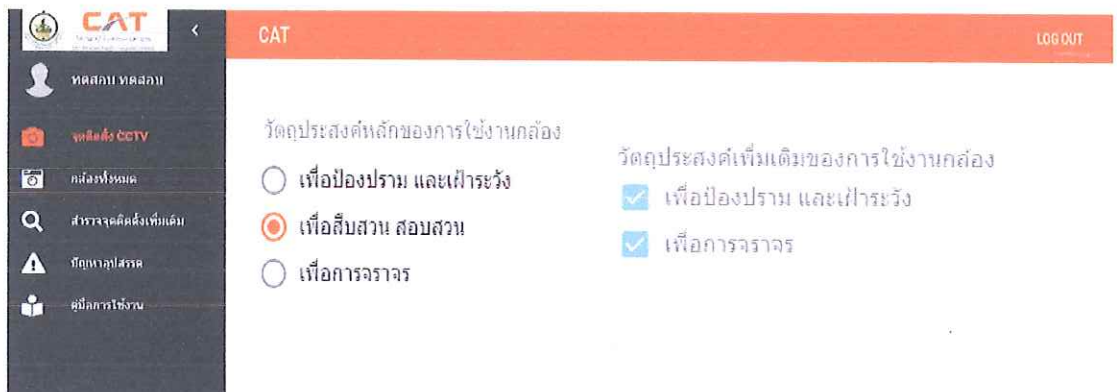 CAT
CAT
LOG OUT
ทดสอบ ทดสอบ
จุดติดตั้ง CCTV
กล้องทั้งหมด
สำรวจจุดติดตั้งเพิ่มเติม
ปัญหาอุปสรรค
คู่มือการใช้งาน
วัตถุประสงค์หลักของการใช้งานกล้อง
เพื่อป้องปราม และเฝ้าระวัง
เพื่อสืบสวน สอบสวน
เพื่อการจราจร
วัตถุประสงค์เพิ่มเติมของการใช้งานกล้อง
เพื่อป้องปราม และเฝ้าระวัง
เพื่อการจราจร